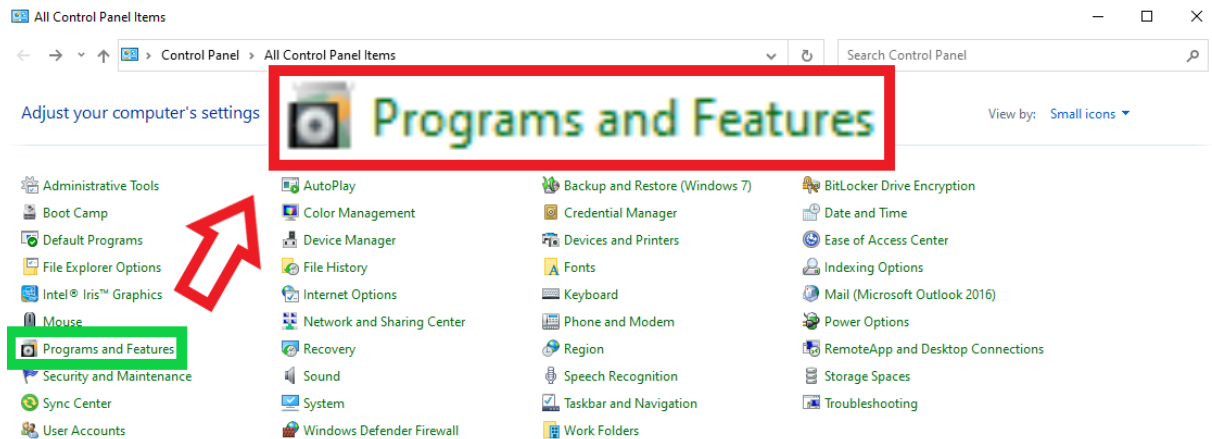 All Control Panel Items
Control Panel › All Control Panel Items
Search Control Panel
Adjust your computer's settings
Programs and Features
View by: Small icons
Administrative Tools AutoPlay Backup and Restore (Windows 7) BitLocker Drive Encryption
Boot Camp Color Management Credential Manager Date and Time
Default Programs Device Manager Devices and Printers Ease of Access Center
File Explorer Options File History Fonts Indexing Options
Intel® Iris™ Graphics Internet Options Keyboard Mail (Microsoft Outlook 2016)
Mouse Network and Sharing Center Phone and Modem Power Options
Programs and Features Recovery Region RemoteApp and Desktop Connections
Security and Maintenance Sound Speech Recognition Storage Spaces
Sync Center System Taskbar and Navigation Troubleshooting
User Accounts Windows Defender Firewall Work Folders